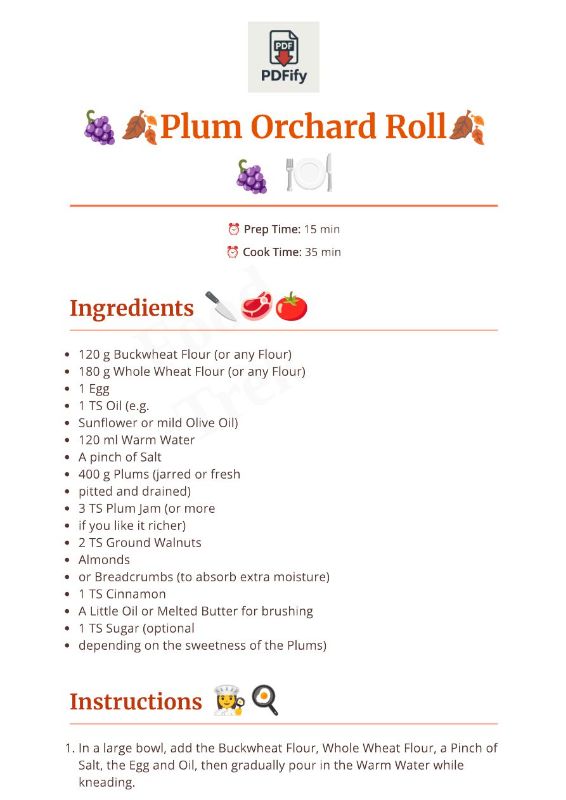 PDF
PDFify
🍇🍂Plum Orchard Roll🍂
🍇 🍽️
⏰ Prep Time: 15 min
⏰ Cook Time: 35 min
Ingredients 🔪🥩🍅
Food
Trei
• 120 g Buckwheat Flour (or any Flour)
• 180 g Whole Wheat Flour (or any Flour)
• 1 Egg
• 1 TS Oil (e.g.
• Sunflower or mild Olive Oil)
• 120 ml Warm Water
• A pinch of Salt
• 400 g Plums (jarred or fresh
• pitted and drained)
• 3 TS Plum Jam (or more
• if you like it richer)
• 2 TS Ground Walnuts
• Almonds
• or Breadcrumbs (to absorb extra moisture)
• 1 TS Cinnamon
• A Little Oil or Melted Butter for brushing
• 1 TS Sugar (optional
• depending on the sweetness of the Plums)
Instructions 👩‍🍳🍳
1. In a large bowl, add the Buckwheat Flour, Whole Wheat Flour, a Pinch of
Salt, the Egg and Oil, then gradually pour in the Warm Water while
kneading.